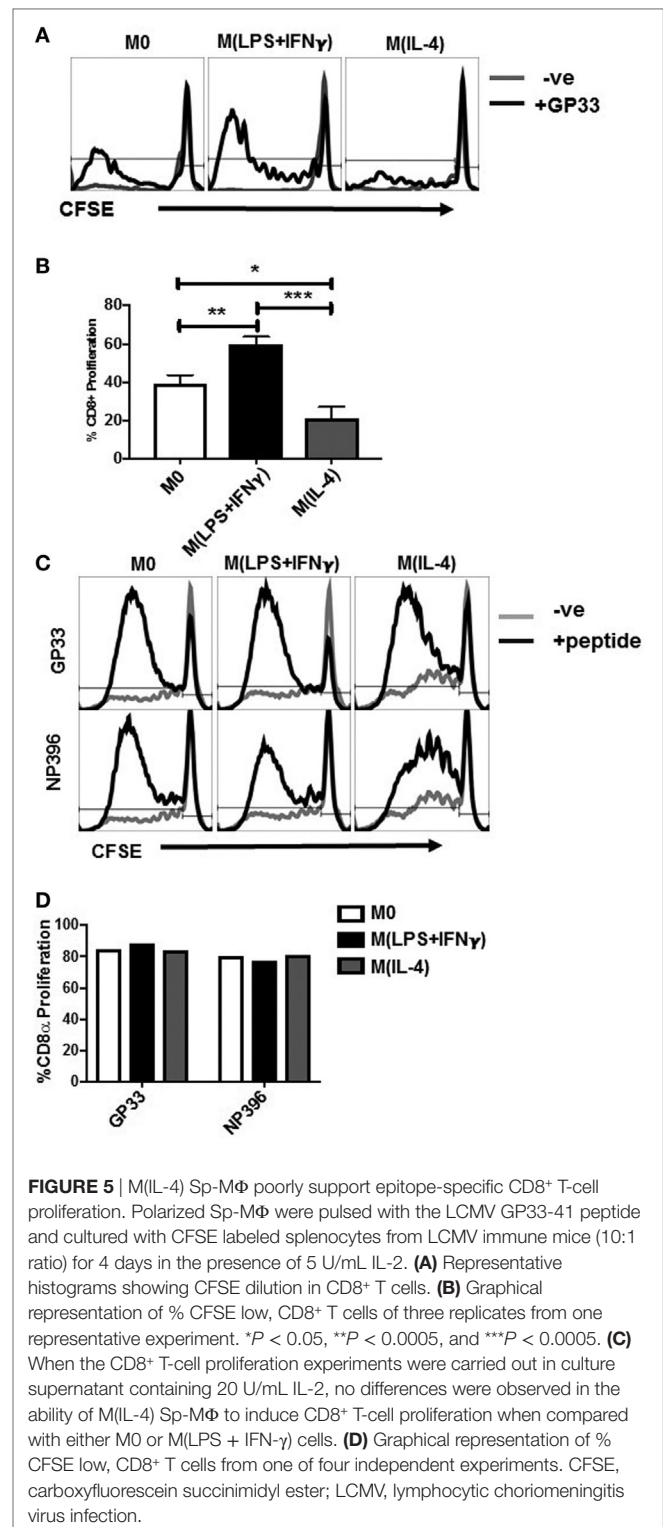 A
M0 M(LPS+IFNγ) M(IL-4)
-ve
+GP33
CFSE
B
*
** ***
% CD8+ Proliferation
80
60
40
20
0
M0
M(LPS+IFNγ)
M(IL-4)
C
M0 M(LPS+IFNγ) M(IL-4)
-ve
+peptide
GP33
NP396
CFSE
D
%CD8α Proliferation
100
80
60
40
20
0
GP33
NP396
M0
M(LPS+IFNγ)
M(IL-4)
FIGURE 5 | M(IL-4) Sp-MΦ poorly support epitope-specific CD8⁺ T-cell
proliferation. Polarized Sp-MΦ were pulsed with the LCMV GP33-41 peptide
and cultured with CFSE labeled splenocytes from LCMV immune mice (10:1
ratio) for 4 days in the presence of 5 U/mL IL-2. (A) Representative
histograms showing CFSE dilution in CD8⁺ T cells. (B) Graphical
representation of % CFSE low, CD8⁺ T cells of three replicates from one
representative experiment. *P < 0.05, **P < 0.0005, and ***P < 0.0005. (C)
When the CD8⁺ T-cell proliferation experiments were carried out in culture
supernatant containing 20 U/mL IL-2, no differences were observed in the
ability of M(IL-4) Sp-MΦ to induce CD8⁺ T-cell proliferation when compared
with either M0 or M(LPS + IFN-γ) cells. (D) Graphical representation of %
CFSE low, CD8⁺ T cells from one of four independent experiments. CFSE,
carboxyfluorescein succinimidyl ester; LCMV, lymphocytic choriomeningitis
virus infection.